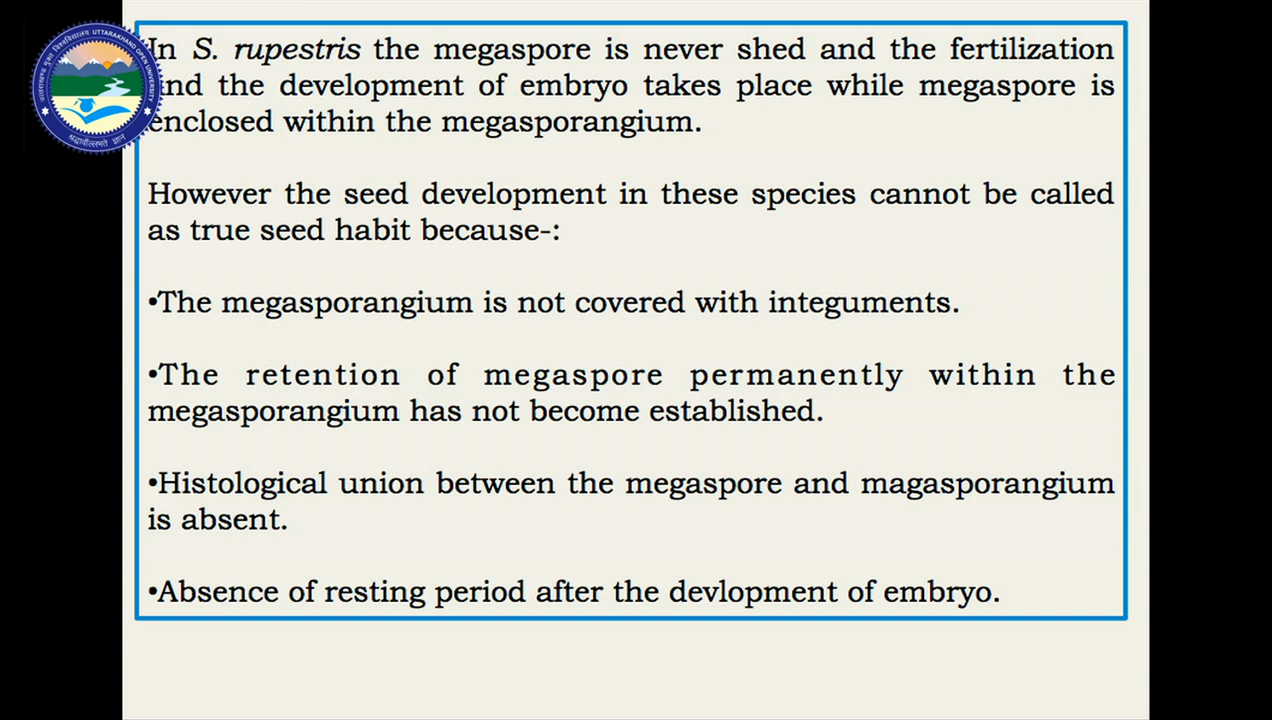 UTTARAKHAND OPEN UNIVERSITY
In S. rupestris the megaspore is never shed and the fertilization
and the development of embryo takes place while megaspore is
enclosed within the megasporangium.
However the seed development in these species cannot be called
as true seed habit because-:
•The megasporangium is not covered with integuments.
•The retention of megaspore permanently within the
megasporangium has not become established.
•Histological union between the megaspore and magasporangium
is absent.
•Absence of resting period after the devlopment of embryo.